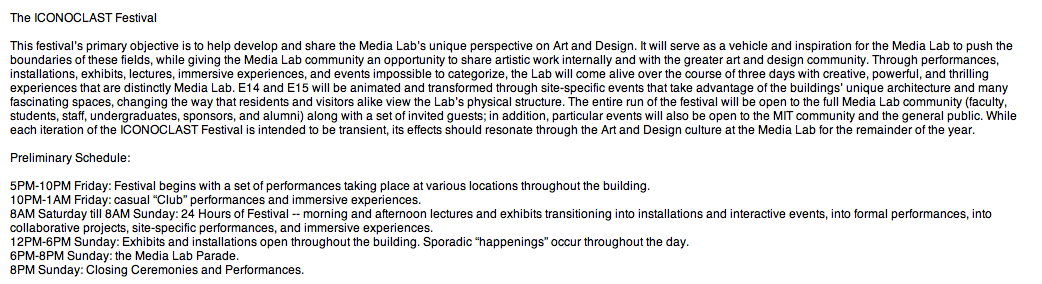 The ICONOCLAST Festival
This festival's primary objective is to help develop and share the Media Lab's unique perspective on Art and Design. It will serve as a vehicle and inspiration for the Media Lab to push the
boundaries of these fields, while giving the Media Lab community an opportunity to share artistic work internally and with the greater art and design community. Through performances,
installations, exhibits, lectures, immersive experiences, and events impossible to categorize, the Lab will come alive over the course of three days with creative, powerful, and thrilling
experiences that are distinctly Media Lab. E14 and E15 will be animated and transformed through site-specific events that take advantage of the buildings' unique architecture and many
fascinating spaces, changing the way that residents and visitors alike view the Lab's physical structure. The entire run of the festival will be open to the full Media Lab community (faculty,
students, staff, undergraduates, sponsors, and alumni) along with a set of invited guests; in addition, particular events will also be open to the MIT community and the general public. While
each iteration of the ICONOCLAST Festival is intended to be transient, its effects should resonate through the Art and Design culture at the Media Lab for the remainder of the year.
Preliminary Schedule:
5PM-10PM Friday: Festival begins with a set of performances taking place at various locations throughout the building.
10PM-1AM Friday: casual “Club” performances and immersive experiences.
8AM Saturday till 8AM Sunday: 24 Hours of Festival -- morning and afternoon lectures and exhibits transitioning into installations and interactive events, into formal performances, into
collaborative projects, site-specific performances, and immersive experiences.
12PM-6PM Sunday: Exhibits and installations open throughout the building. Sporadic “happenings” occur throughout the day.
6PM-8PM Sunday: the Media Lab Parade.
8PM Sunday: Closing Ceremonies and Performances.